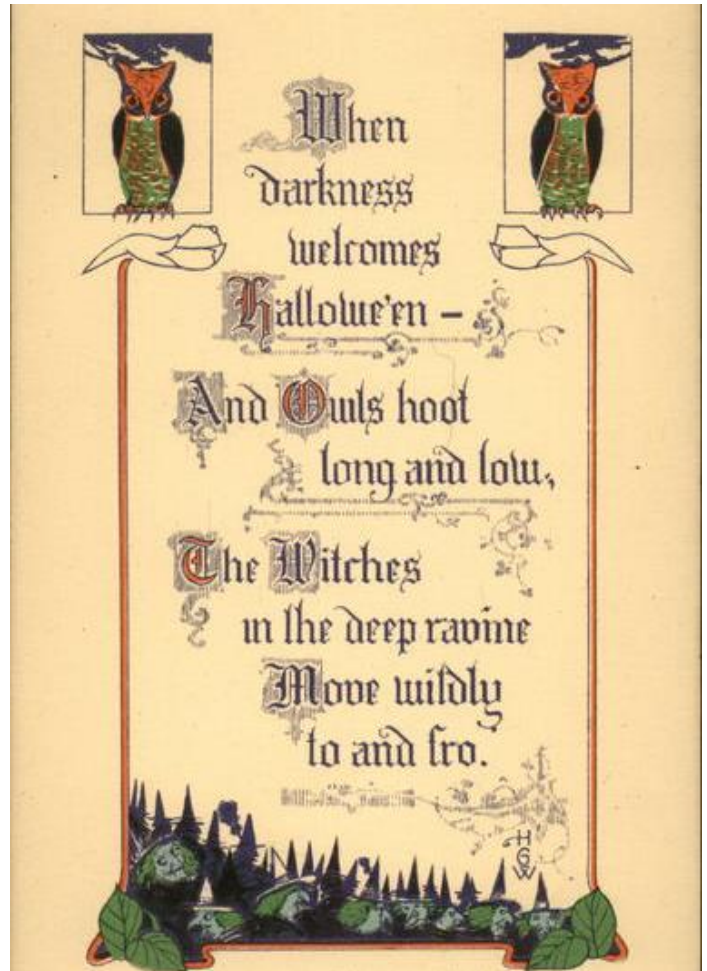 When
darkness
welcomes
Hallowe'en –
And Owls hoot
long and low,
The Witches
in the deep ravine
Move wildly
to and fro.
HGW